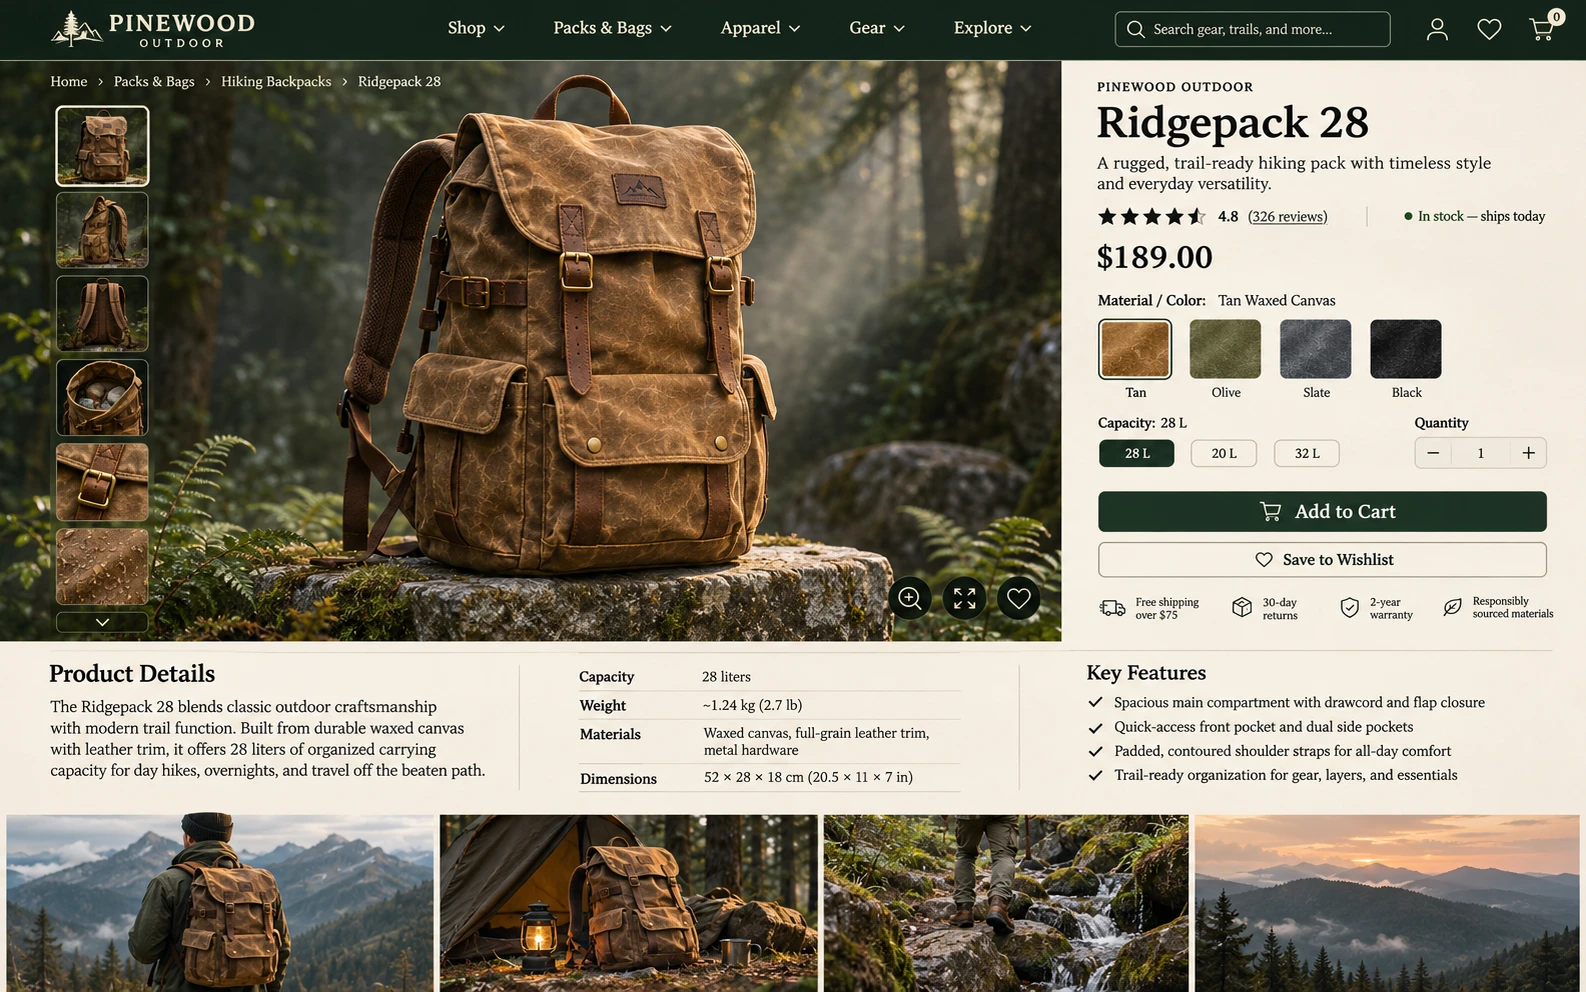 PINEWOOD
OUTDOOR
Shop
Packs & Bags
Apparel
Gear
Explore
Search gear, trails, and more...
0
Home > Packs & Bags > Hiking Backpacks > Ridgepack 28
PINEWOOD OUTDOOR
Ridgepack 28
A rugged, trail-ready hiking pack with timeless style
and everyday versatility.
4.8 (326 reviews)
In stock — ships today
$189.00
Material / Color: Tan Waxed Canvas
Tan
Olive
Slate
Black
Capacity: 28 L
Quantity
28 L
20 L
32 L
1
Add to Cart
Save to Wishlist
Free shipping
over $75
30-day
returns
2-year
warranty
Responsibly
sourced materials
Product Details
The Ridgepack 28 blends classic outdoor craftsmanship
with modern trail function. Built from durable waxed canvas
with leather trim, it offers 28 liters of organized carrying
capacity for day hikes, overnights, and travel off the beaten path.
Capacity 28 liters
Weight ~1.24 kg (2.7 lb)
Materials Waxed canvas, full-grain leather trim,
metal hardware
Dimensions 52 × 28 × 18 cm (20.5 × 11 × 7 in)
Key Features
Spacious main compartment with drawcord and flap closure
Quick-access front pocket and dual side pockets
Padded, contoured shoulder straps for all-day comfort
Trail-ready organization for gear, layers, and essentials